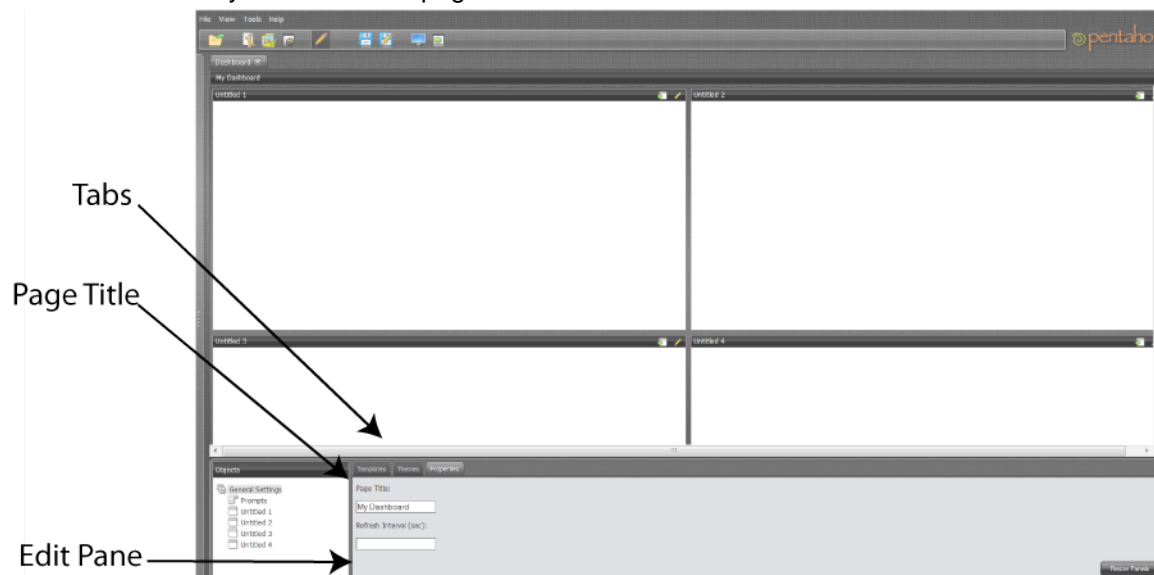 File View Tools Help
pentaho
Dashboard
My Dashboard
Untitled 1
Untitled 2
Tabs
Page Title
Untitled 3
Untitled 4
Objects
Templates Themes Properties
General Settings
Prompts
Untitled 1
Untitled 2
Untitled 3
Untitled 4
Page Title:
My Dashboard
Refresh Interval (sec):
Edit Pane
Resize Panels